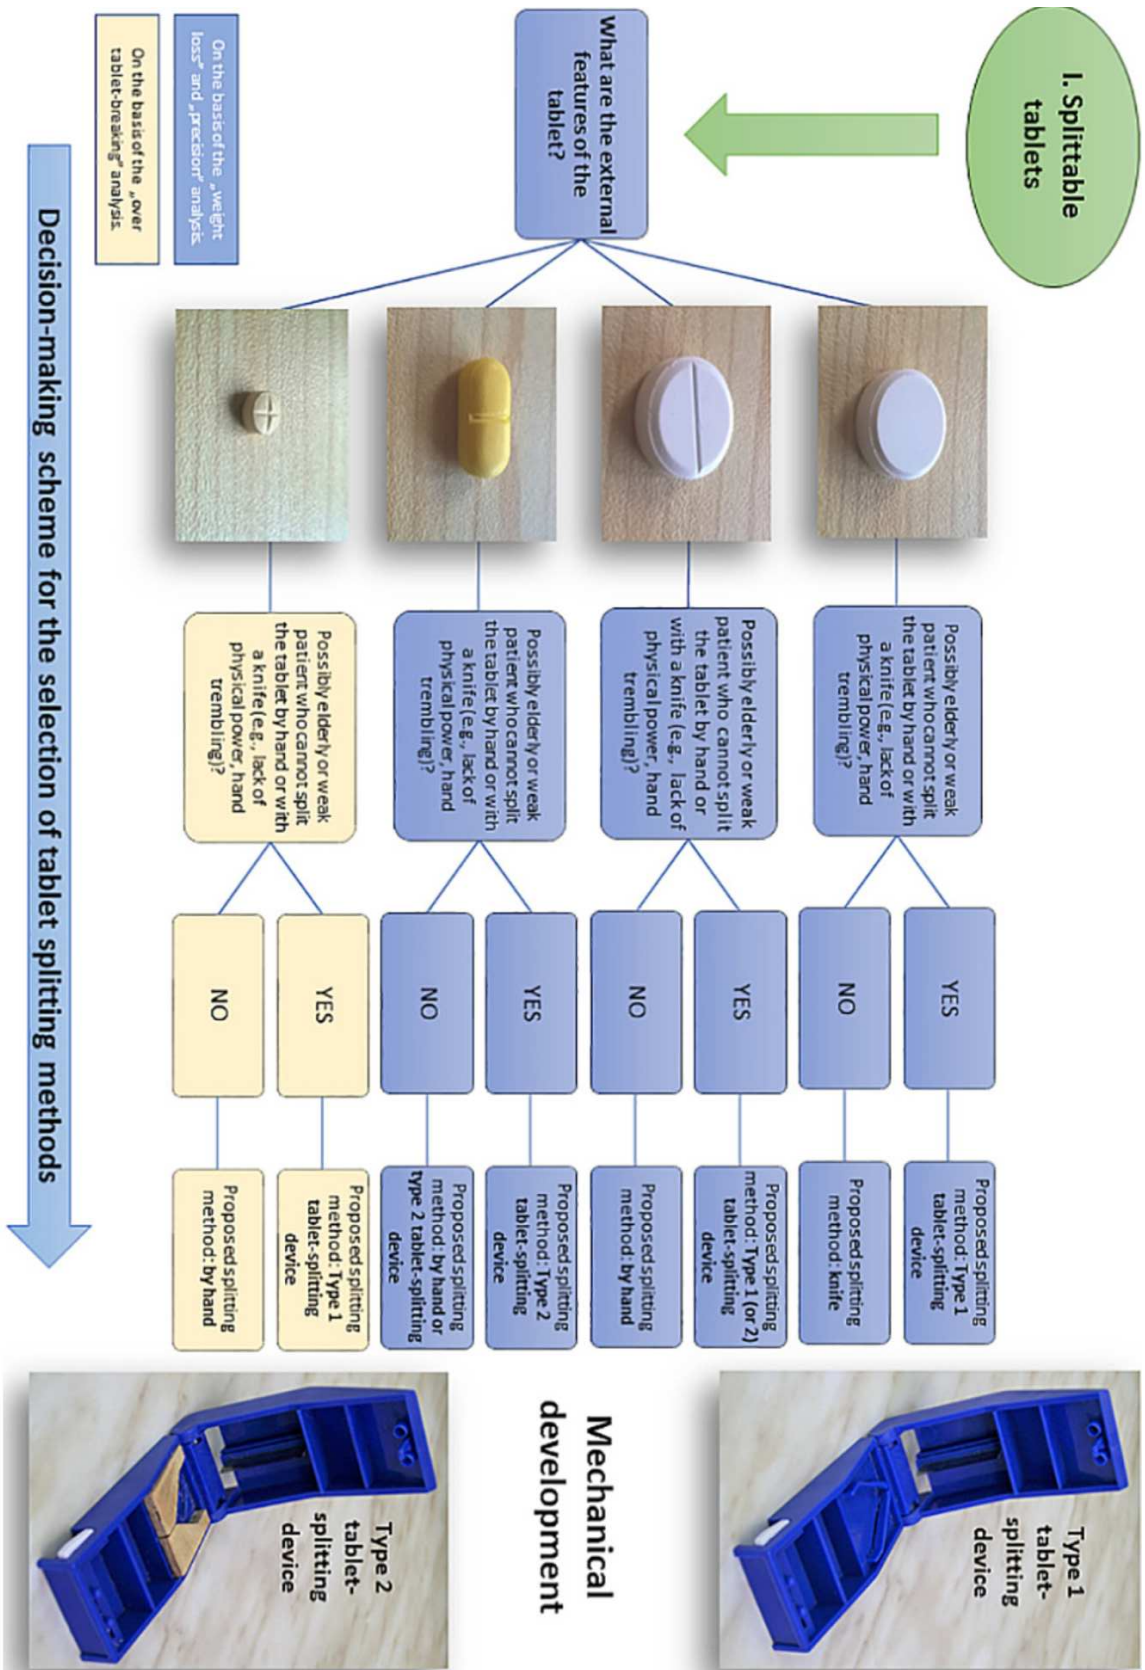 I. Splittable
tablets
What are the external
features of the
tablet?
On the basis of the „weight
loss” and „precision” analysis.
On the basis of the „over
tablet-breaking” analysis.
Possibly elderly or weak
patient who cannot split
the tablet by hand or with
a knife (e.g., lack of
physical power, hand
trembling)?
YES
Proposed splitting
method: Type 1
tablet-splitting
device
NO
Proposed splitting
method: knife
Possibly elderly or weak
patient who cannot split
the tablet by hand or
with a knife (e.g., lack of
physical power, hand
trembling)?
YES
Proposed splitting
method: Type 1 (or 2)
tablet-splitting
device
NO
Proposed splitting
method: by hand
Possibly elderly or weak
patient who cannot split
the tablet by hand or with
a knife (e.g., lack of
physical power, hand
trembling)?
YES
Proposed splitting
method: Type 2
tablet-splitting
device
NO
Proposed splitting
method: by hand or
type 2 tablet-splitting
device
Possibly elderly or weak
patient who cannot split
the tablet by hand or with
a knife (e.g., lack of
physical power, hand
trembling)?
YES
Proposed splitting
method: Type 1
tablet-splitting
device
NO
Proposed splitting
method: by hand
Type 1
tablet-
splitting
device
Mechanical
development
Type 2
tablet-
splitting
device
Decision-making scheme for the selection of tablet splitting methods